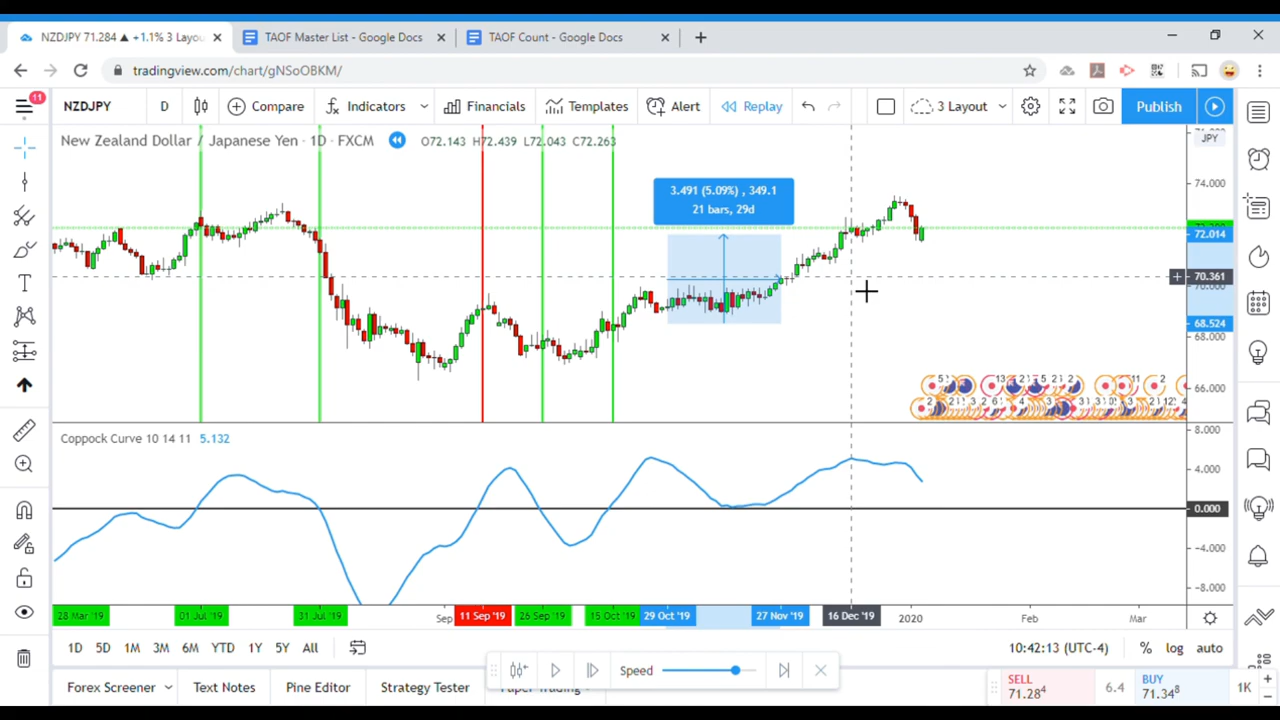 NZDJPY 71.284 ▲ +1.1% 3 Layou
TAOF Master List - Google Docs
TAOF Count - Google Docs
tradingview.com/chart/gNSoOBKM/
11
NZDJPY
D
Compare
Indicators
Financials
Templates
Alert
Replay
3 Layout
Publish
New Zealand Dollar / Japanese Yen · 1D · FXCM
O72.143 H72.439 L72.043 C72.263
JPY
74.000
72.014
70.361
70.000
68.524
68.000
66.000
3.491 (5.09%) , 349.1
21 bars, 29d
Coppock Curve 10 14 11 5.132
8.000
4.000
0.000
-4.000
-8.000
28 Mar '19
01 Jul '19
31 Jul '19
Sep
11 Sep '19
26 Sep '19
15 Oct '19
29 Oct '19
27 Nov '19
16 Dec '19
2020
Feb
Mar
1D 5D 1M 3M 6M YTD 1Y 5Y All
10:42:13 (UTC-4)
% log auto
Speed
Forex Screener
Text Notes
Pine Editor
Strategy Tester
Paper Trading
SELL
71.28⁴
6.4
BUY
71.34⁸
1K